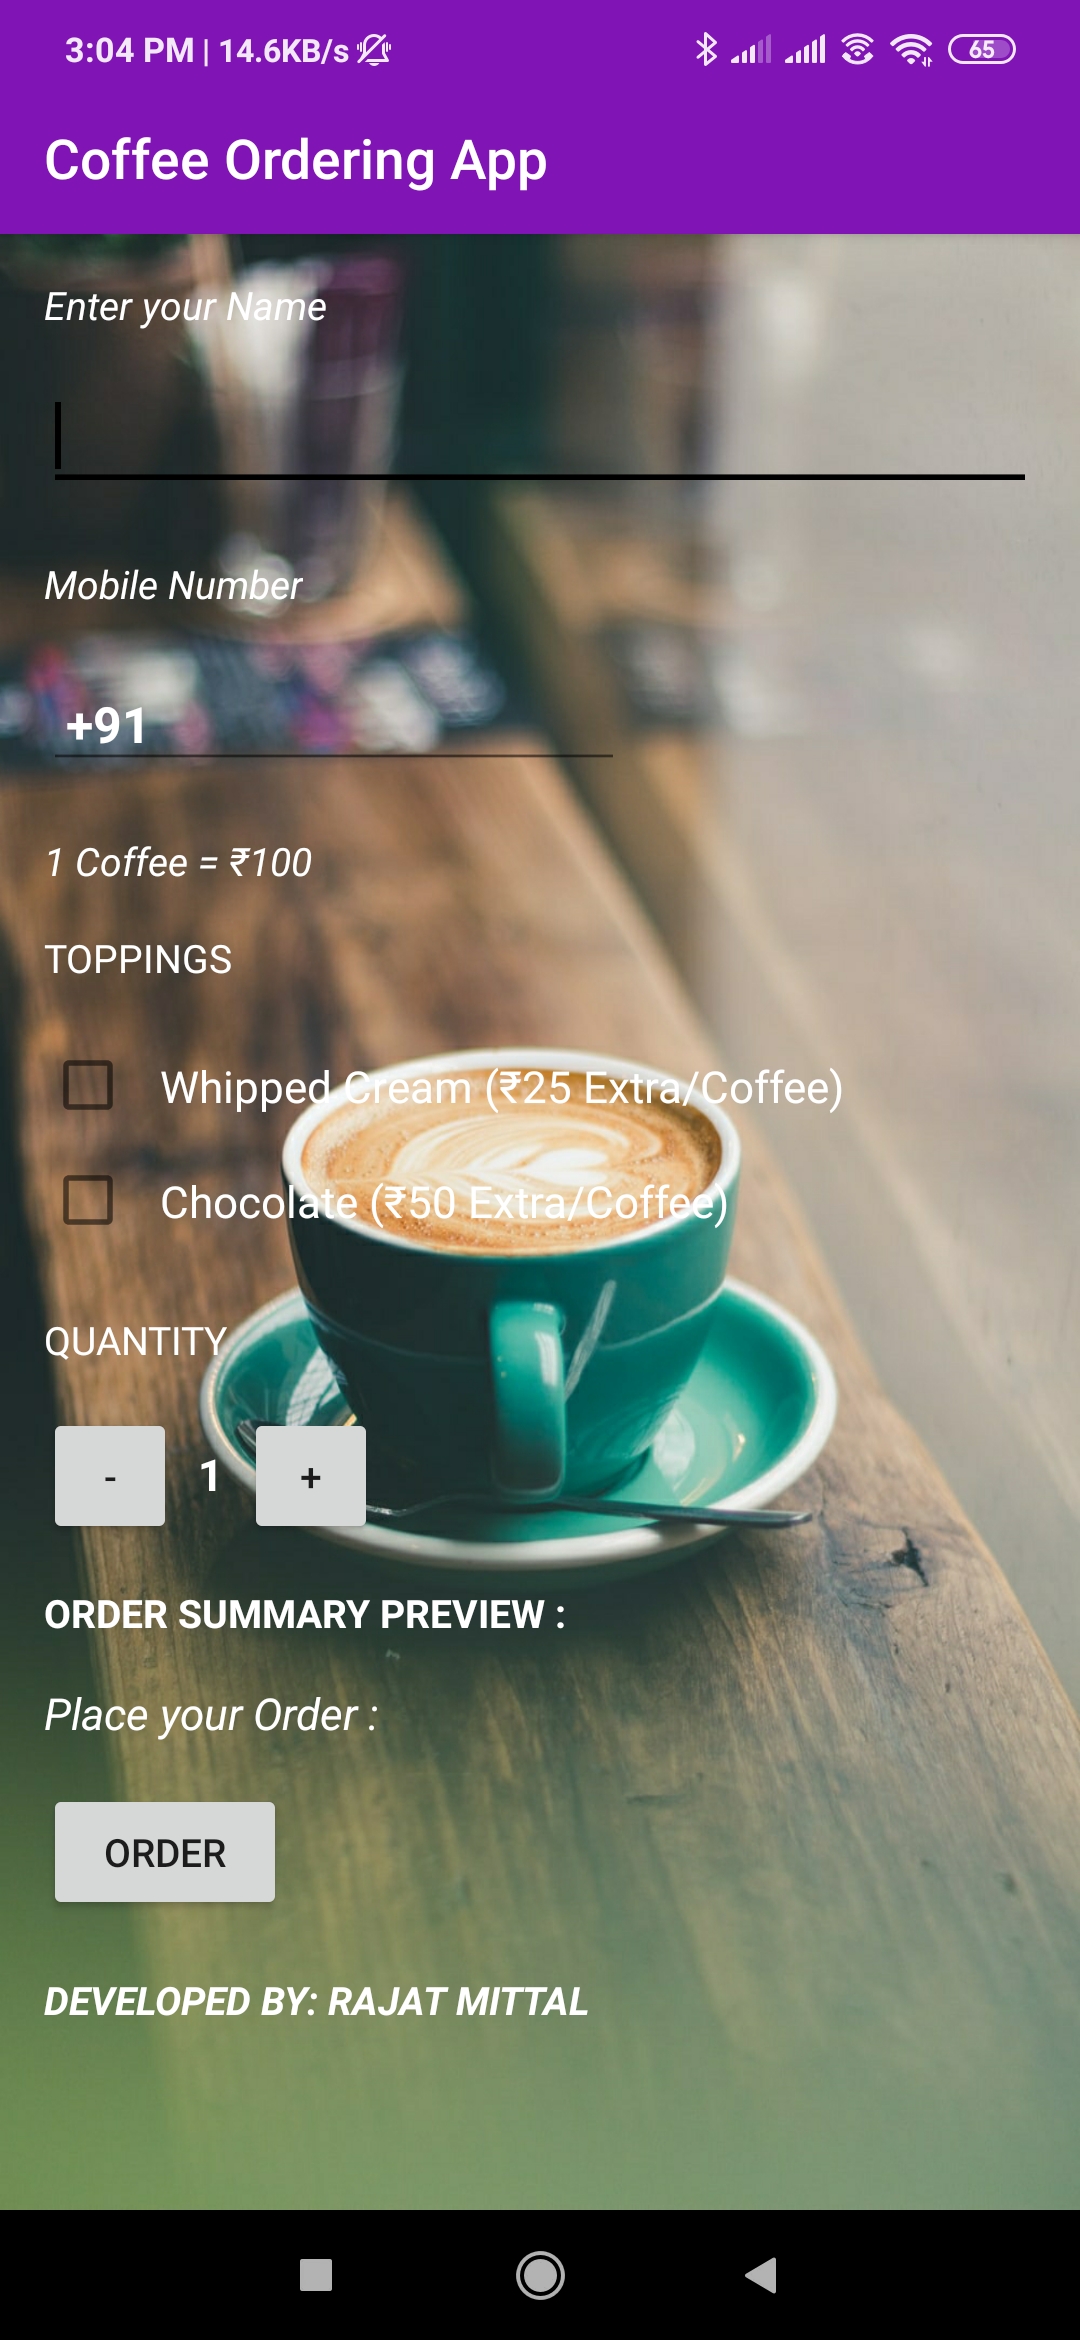 3:04 PM | 14.6KB/s
65
Coffee Ordering App
Enter your Name
Mobile Number
+91
1 Coffee = ₹100
TOPPINGS
Whipped Cream (₹25 Extra/Coffee)
Chocolate (₹50 Extra/Coffee)
QUANTITY
- 1 +
ORDER SUMMARY PREVIEW :
Place your Order :
ORDER
DEVELOPED BY: RAJAT MITTAL